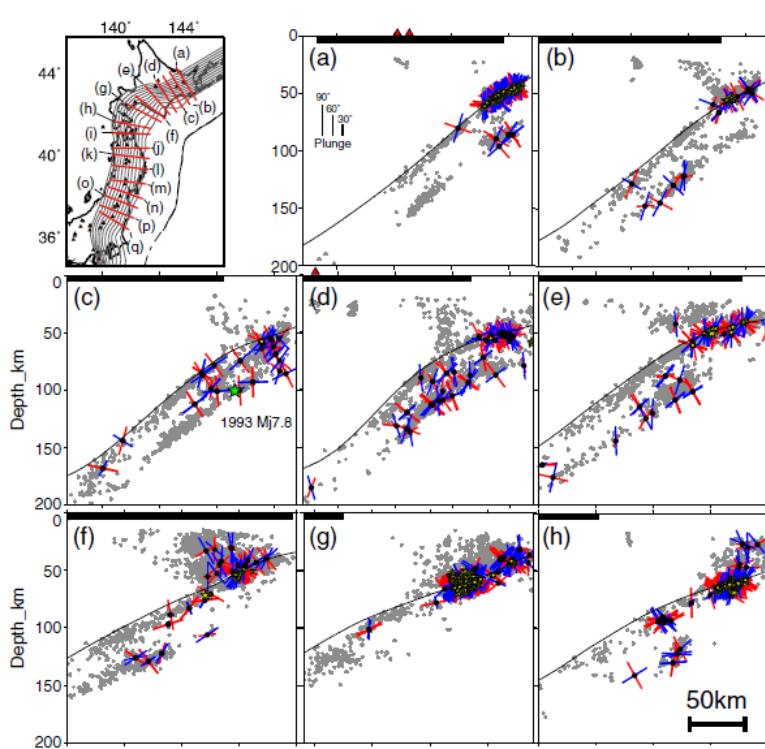 140° 144°
44°
40°
36°
(a)
(d)
(e)
(g)
(b)
(c)
(h)
(f)
(i)
(j)
(k)
(l)
(m)
(o)
(n)
(p)
(q)
0
50
100
150
200
(a)
90°
60°
30°
Plunge
(b)
Depth_km
0
50
100
150
200
(c)
1993 Mj7.8
(d)
(e)
Depth_km
0
50
100
150
200
(f)
(g)
(h)
50km